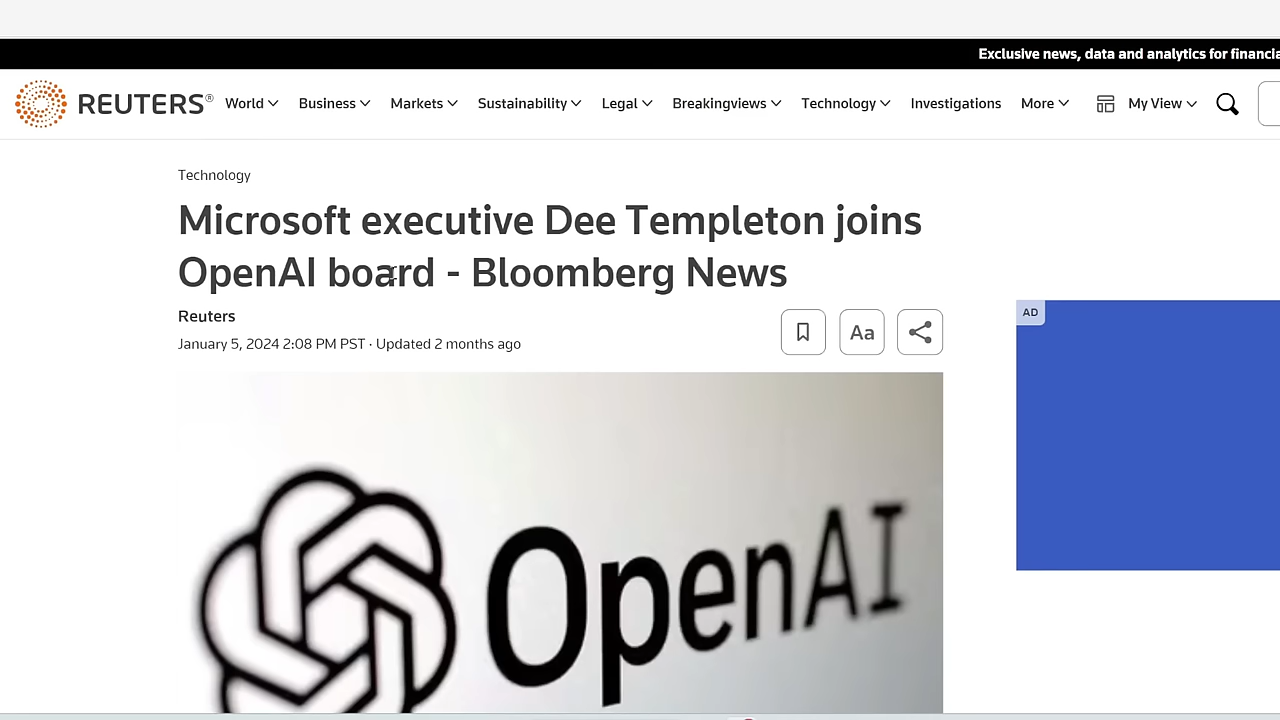 Exclusive news, data and analytics for financia
REUTERS®
World
Business
Markets
Sustainability
Legal
Breakingviews
Technology
Investigations
More
My View
Technology
Microsoft executive Dee Templeton joins
OpenAI board - Bloomberg News
Reuters
January 5, 2024 2:08 PM PST · Updated 2 months ago
Aa
AD
OpenAI